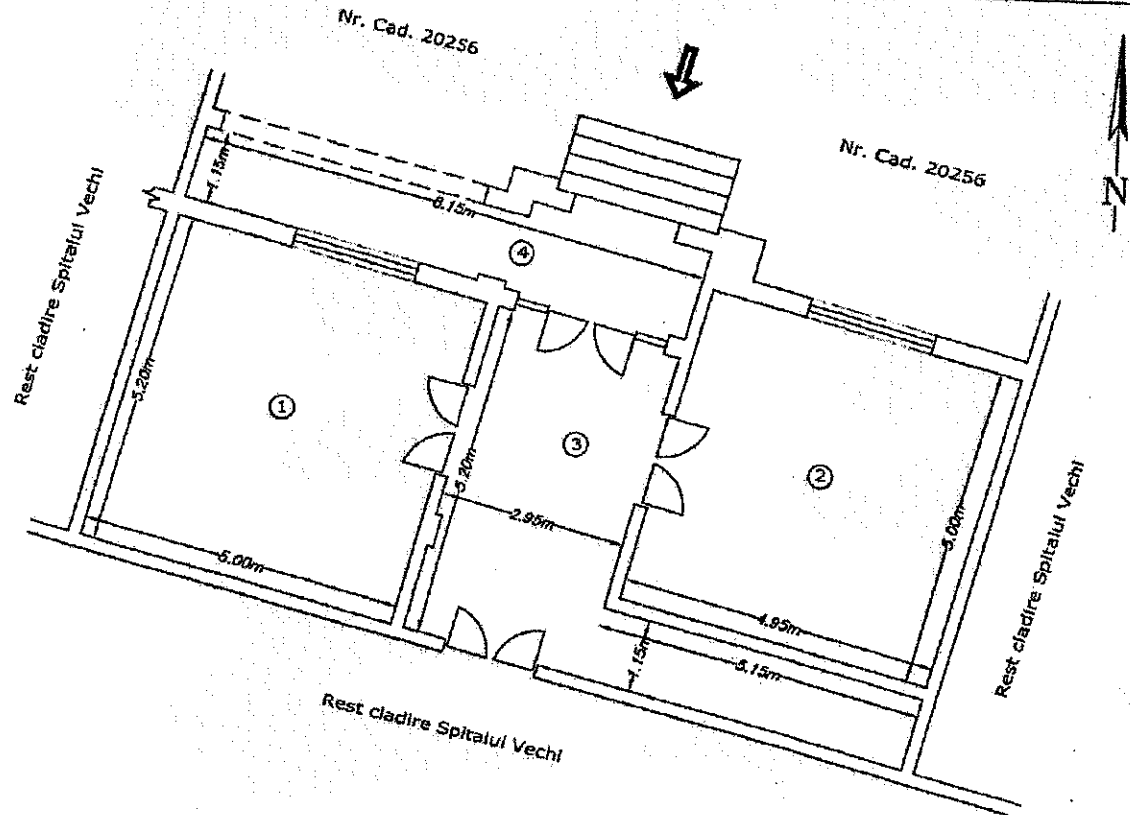 Nr. Cad. 20256
Nr. Cad. 20256
N
Rest cladire Spitalul Vechi
1.15m
8.15m
4
5.20m
1
5.20m
3
2
2.95m
5.00m
5.00m
4.95m
1.15m
5.15m
Rest cladire Spitalul Vechi
Rest cladire Spitalul Vechi